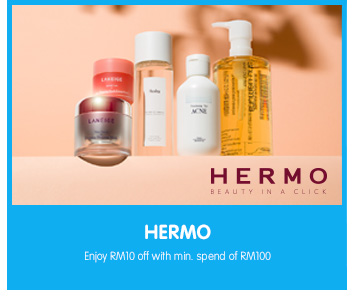 LANEIGE
LANEIGE
Huxley
ACNE
HERMO
BEAUTY IN A CLICK
HERMO
Enjoy RM10 off with min. spend of RM100